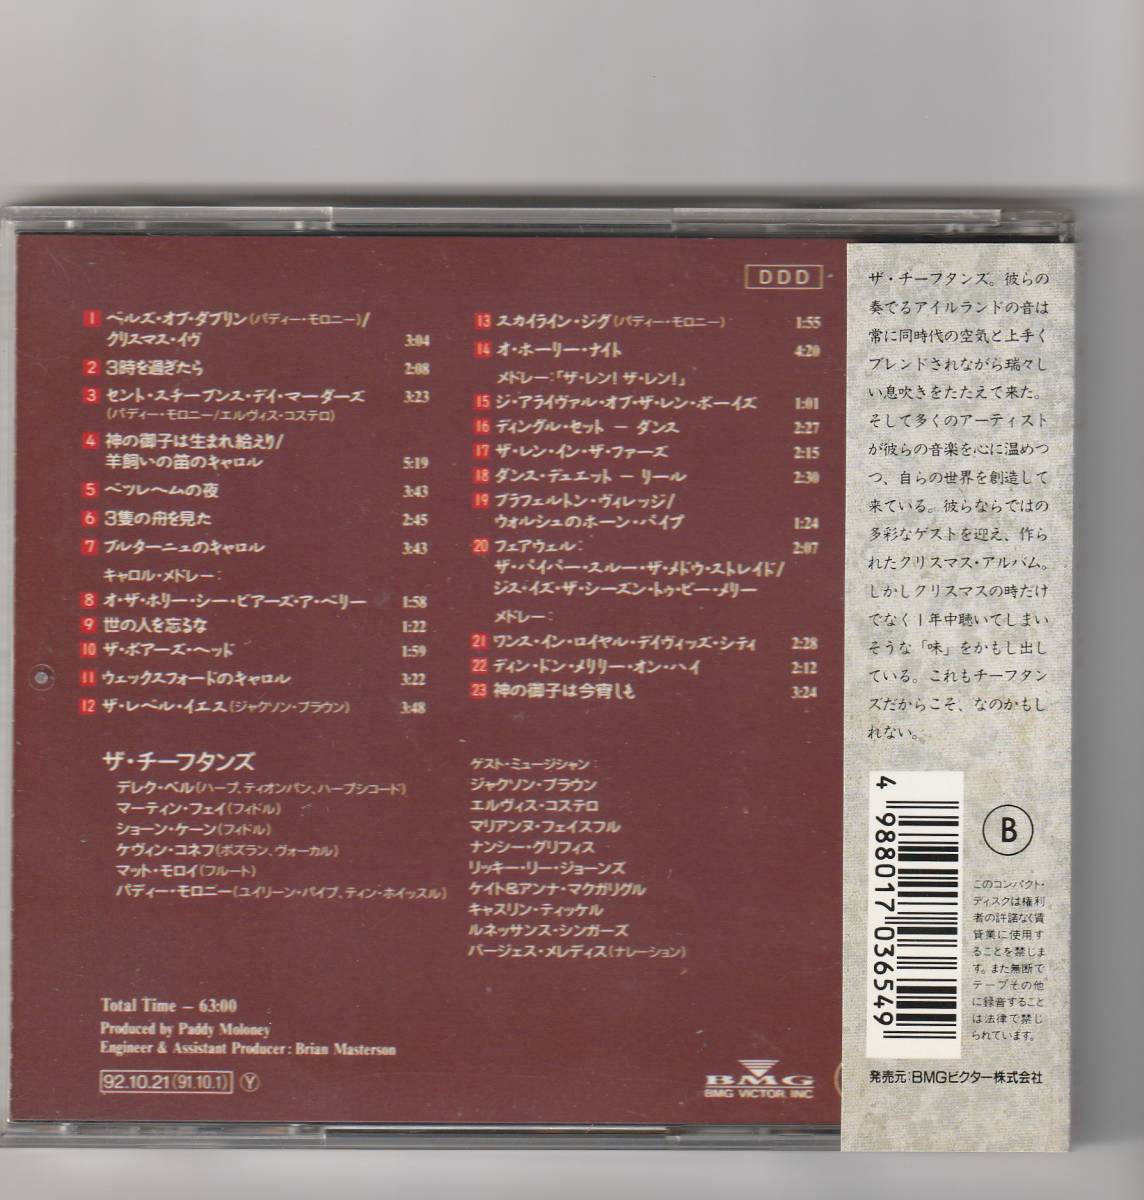 DDD
1 ベルズ・オブ・ダブリン(パディー・モロニー)/
クリスマス・イヴ 3:04
2 3時を過ぎたら 2:08
3 セント・スチーブンス・デイ・マーダーズ 3:23
(パディー・モロニー/エルヴィス・コステロ)
4 神の御子は生まれ給えり/
羊飼いの笛のキャロル 5:19
5 ベツレヘムの夜 3:43
6 3隻の舟を見た 2:45
7 ブルターニュのキャロル 3:43
キャロル・メドレー:
8 オ・ザ・ホリー・シー・ビアーズ・ア・ベリー 1:58
9 世の人を忘るな 1:22
10 ザ・ボアーズ・ヘッド 1:59
11 ウェックスフォードのキャロル 3:22
12 ザ・レベル・イエス(ジャクソン・ブラウン) 3:48
13 スカイライン・ジグ(パディー・モロニー) 1:55
14 オ・ホーリー・ナイト 4:20
メドレー:「ザ・レン! ザ・レン!」
15 ジ・アライヴァル・オブ・ザ・レン・ボーイズ 1:01
16 ディングル・セット − ダンス 2:27
17 ザ・レン・イン・ザ・ファーズ 2:15
18 ダンス・デュエット − リール 2:30
19 ブラフェルトン・ヴィレッジ/
ウォルシュのホーン・パイプ 1:24
20 フェアウェル: 2:07
ザ・パイパー・スルー・ザ・メドウ・ストレイド/
ジス・イズ・ザ・シーズン・トゥ・ビー・メリー
メドレー:
21 ワンス・イン・ロイヤル・デイヴィッズ・シティ 2:28
22 ディン・ドン・メリリー・オン・ハイ 2:12
23 神の御子は今宵しも 3:24
ザ・チーフタンズ
デレク・ベル(ハープ、ティオンパン、ハープシコード)
マーティン・フェイ(フィドル)
ショーン・ケーン(フィドル)
ケヴィン・コネフ(ボズラン、ヴォーカル)
マット・モロイ(フルート)
パディー・モロニー(ユイリーン・パイプ、ティン・ホイッスル)
ゲスト・ミュージシャン:
ジャクソン・ブラウン
エルヴィス・コステロ
マリアンヌ・フェイスフル
ナンシー・グリフィス
リッキー・リー・ジョーンズ
ケイト&アンナ・マクガリグル
キャスリン・ティッケル
ルネッサンス・シンガーズ
バージェス・メレディス(ナレーション)
Total Time − 63:00
Produced by Paddy Moloney
Engineer & Assistant Producer: Brian Masterson
92.10.21(91.10.1) Y
BMG
BMG VICTOR, INC
ザ・チーフタンズ。彼らの
奏でるアイルランドの音は
常に同時代の空気と上手く
ブレンドされながら瑞々し
い息吹きをたたえて来た。
そして多くのアーティスト
が彼らの音楽を心に温めつ
つ、自らの世界を創造して
来ている。彼らならではの
多彩なゲストを迎え、作ら
れたクリスマス・アルバム。
しかしクリスマスの時だけ
でなく1年中聴いてしまい
そうな「味」をかもし出し
ている。これもチーフタン
ズだからこそ、なのかもし
れない。
4 988017 036549
B
このコンパクト・
ディスクは権利
者の許諾なく賃
貸業に使用す
ることを禁じま
す。また無断で
テープその他
に録音すること
は法律で禁じ
られています。
発売元:BMGビクター株式会社